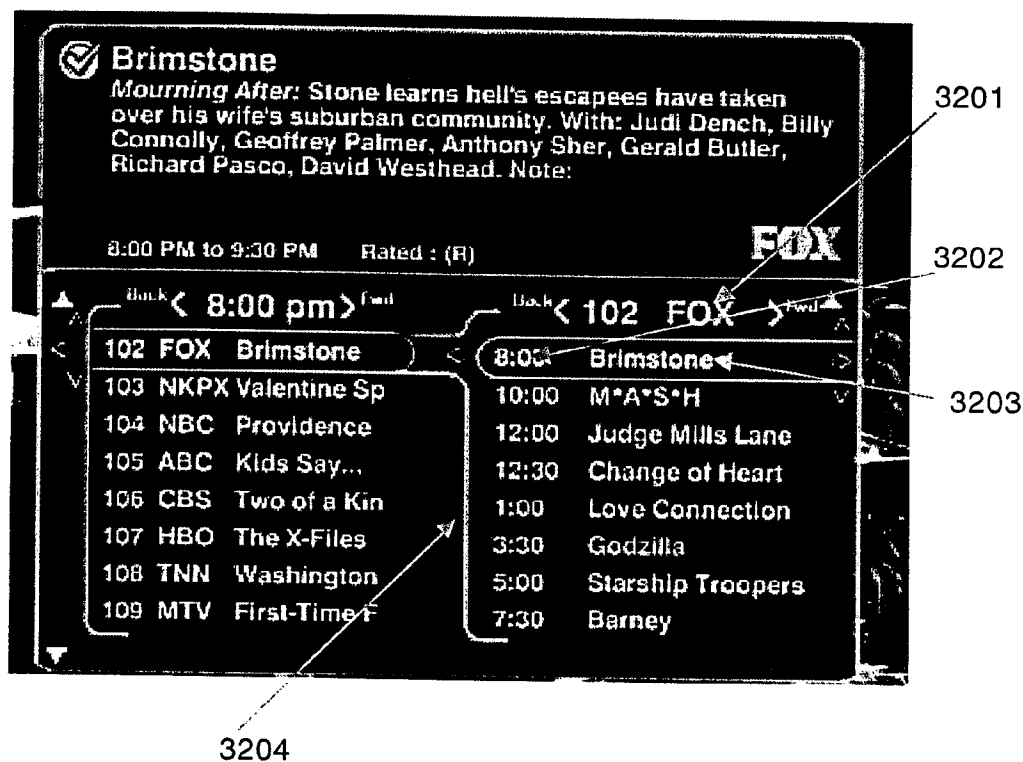 Brimstone
Mourning After: Stone learns hell's escapees have taken
over his wife's suburban community. With: Judi Dench, Billy
Connolly, Geoffrey Palmer, Anthony Sher, Gerald Butler,
Richard Pasco, David Westhead. Note:
8:00 PM to 9:30 PM Rated : (R)
FOX
Back < 8:00 pm > Fwd
102 FOX Brimstone
103 NKPX Valentine Sp
104 NBC Providence
105 ABC Kids Say...
106 CBS Two of a Kin
107 HBO The X-Files
108 TNN Washington
109 MTV First-Time F
Back < 102 FOX > Fwd
8:00 Brimstone
10:00 M*A*S*H
12:00 Judge Mills Lane
12:30 Change of Heart
1:00 Love Connection
3:30 Godzilla
5:00 Starship Troopers
7:30 Barney
3201
3202
3203
3204